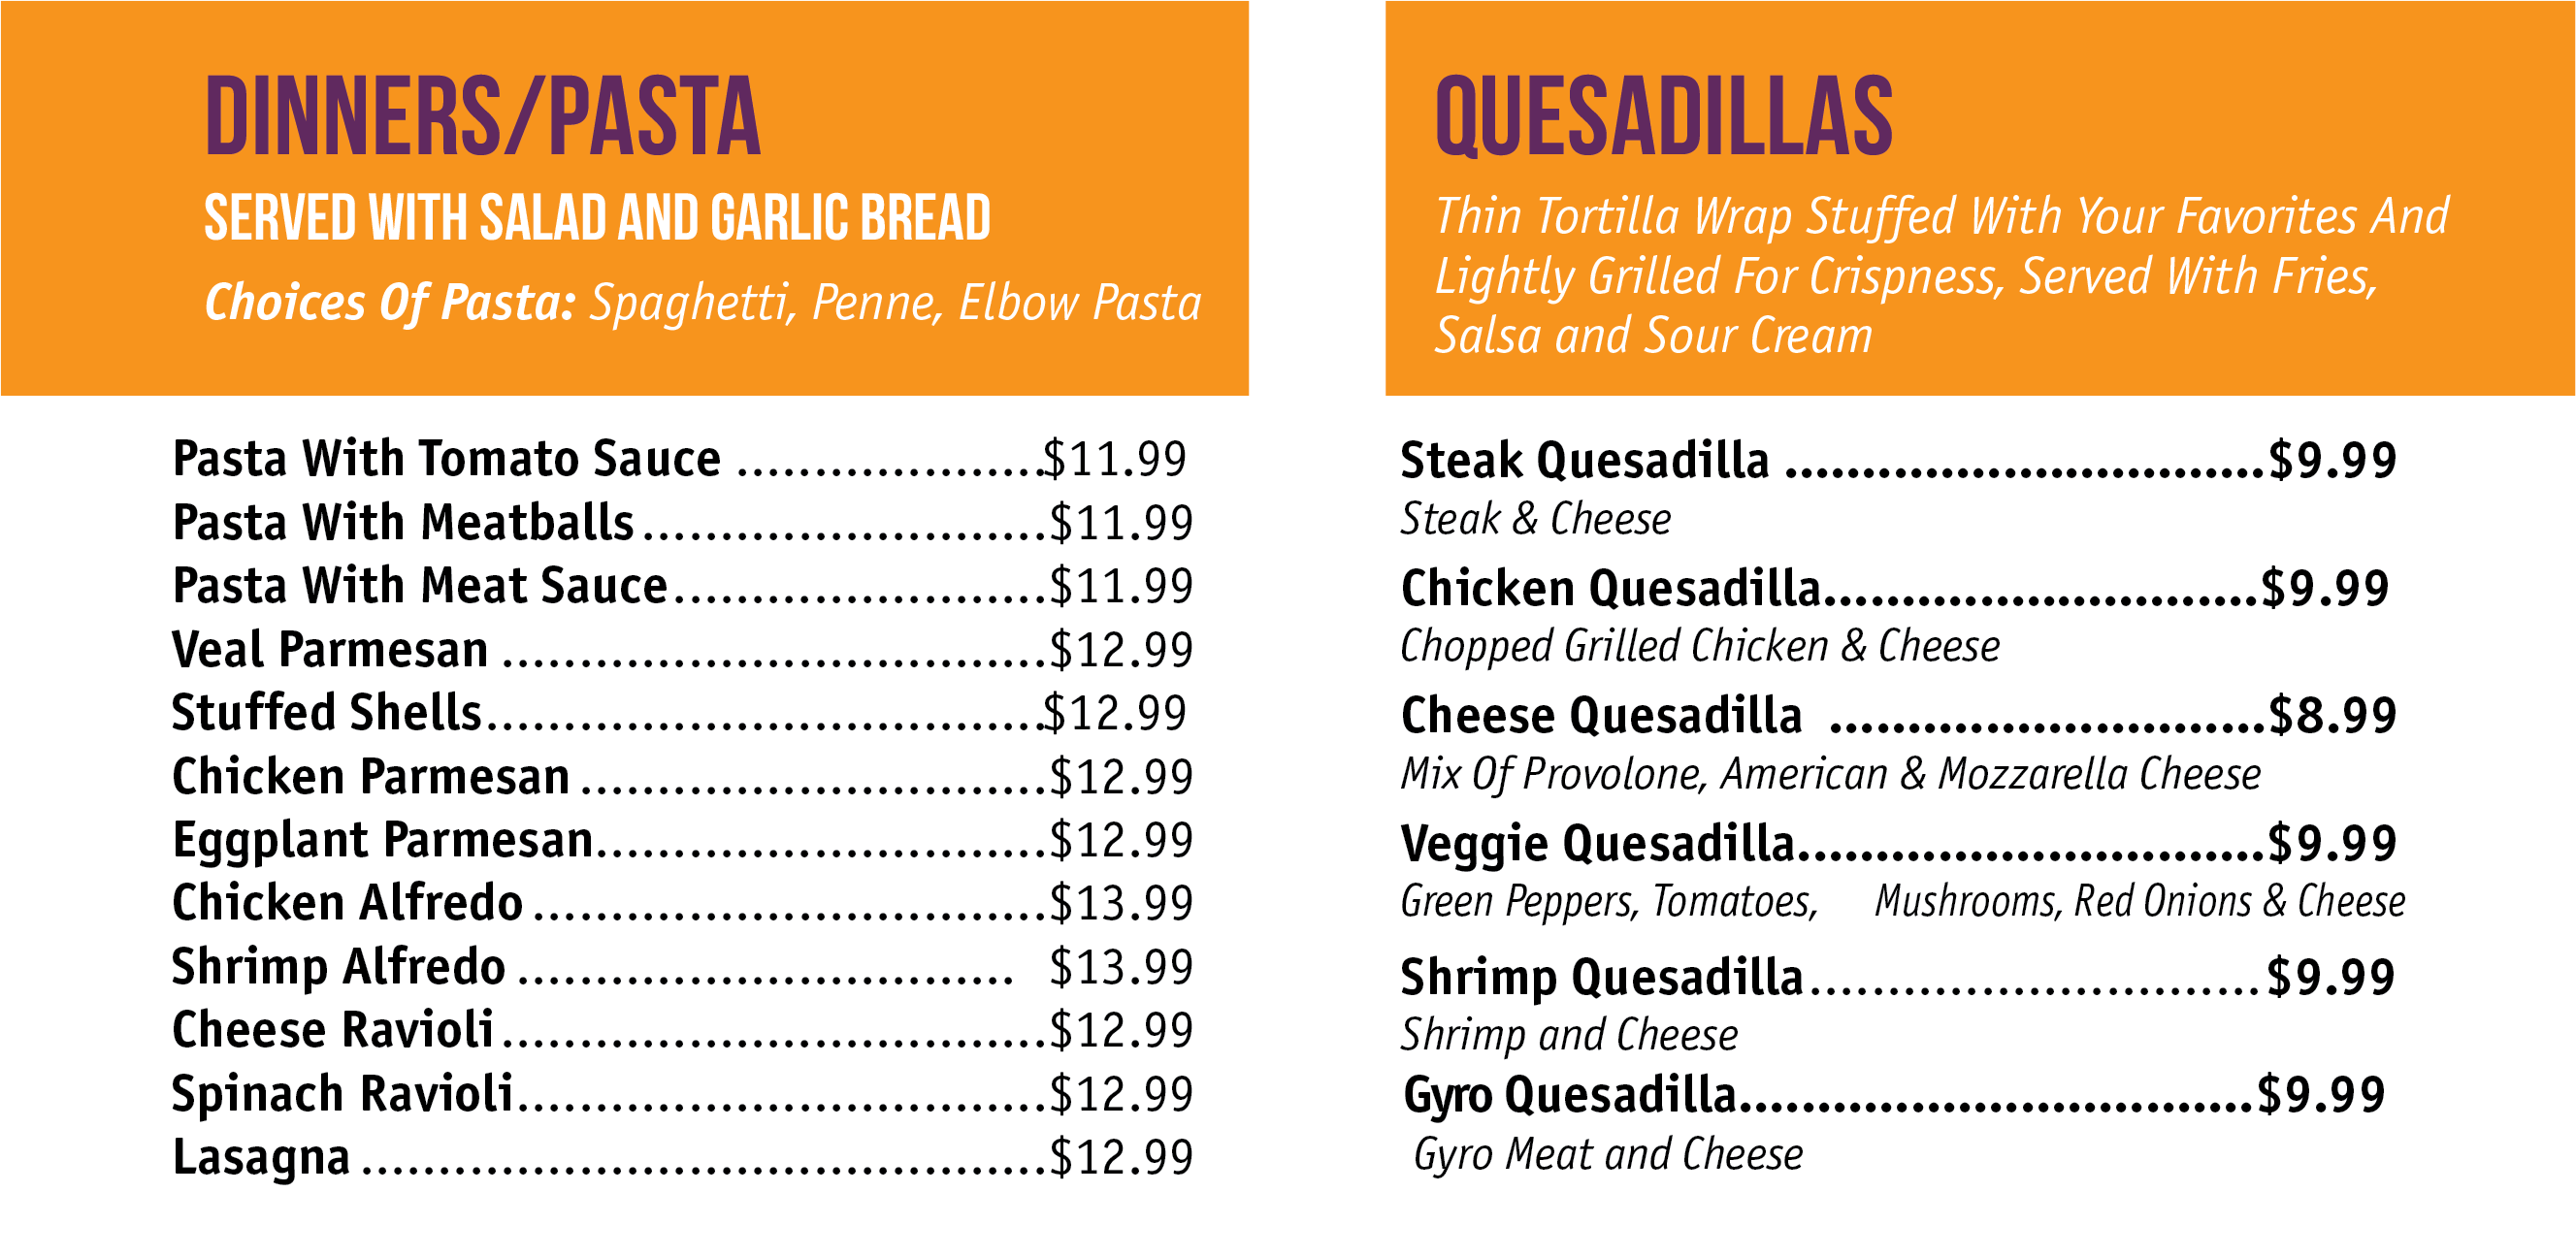 DINNERS/PASTA
SERVED WITH SALAD AND GARLIC BREAD
Choices Of Pasta: Spaghetti, Penne, Elbow Pasta
Pasta With Tomato Sauce ....................$11.99
Pasta With Meatballs..........................$11.99
Pasta With Meat Sauce........................$11.99
Veal Parmesan ...................................$12.99
Stuffed Shells....................................$12.99
Chicken Parmesan ..............................$12.99
Eggplant Parmesan.............................$12.99
Chicken Alfredo .................................$13.99
Shrimp Alfredo ................................ $13.99
Cheese Ravioli...................................$12.99
Spinach Ravioli..................................$12.99
Lasagna ............................................$12.99
QUESADILLAS
Thin Tortilla Wrap Stuffed With Your Favorites And
Lightly Grilled For Crispness, Served With Fries,
Salsa and Sour Cream
Steak Quesadilla ...............................$9.99
Steak & Cheese
Chicken Quesadilla............................$9.99
Chopped Grilled Chicken & Cheese
Cheese Quesadilla ............................$8.99
Mix Of Provolone, American & Mozzarella Cheese
Veggie Quesadilla..............................$9.99
Green Peppers, Tomatoes, Mushrooms, Red Onions & Cheese
Shrimp Quesadilla.............................$9.99
Shrimp and Cheese
Gyro Quesadilla.................................$9.99
Gyro Meat and Cheese